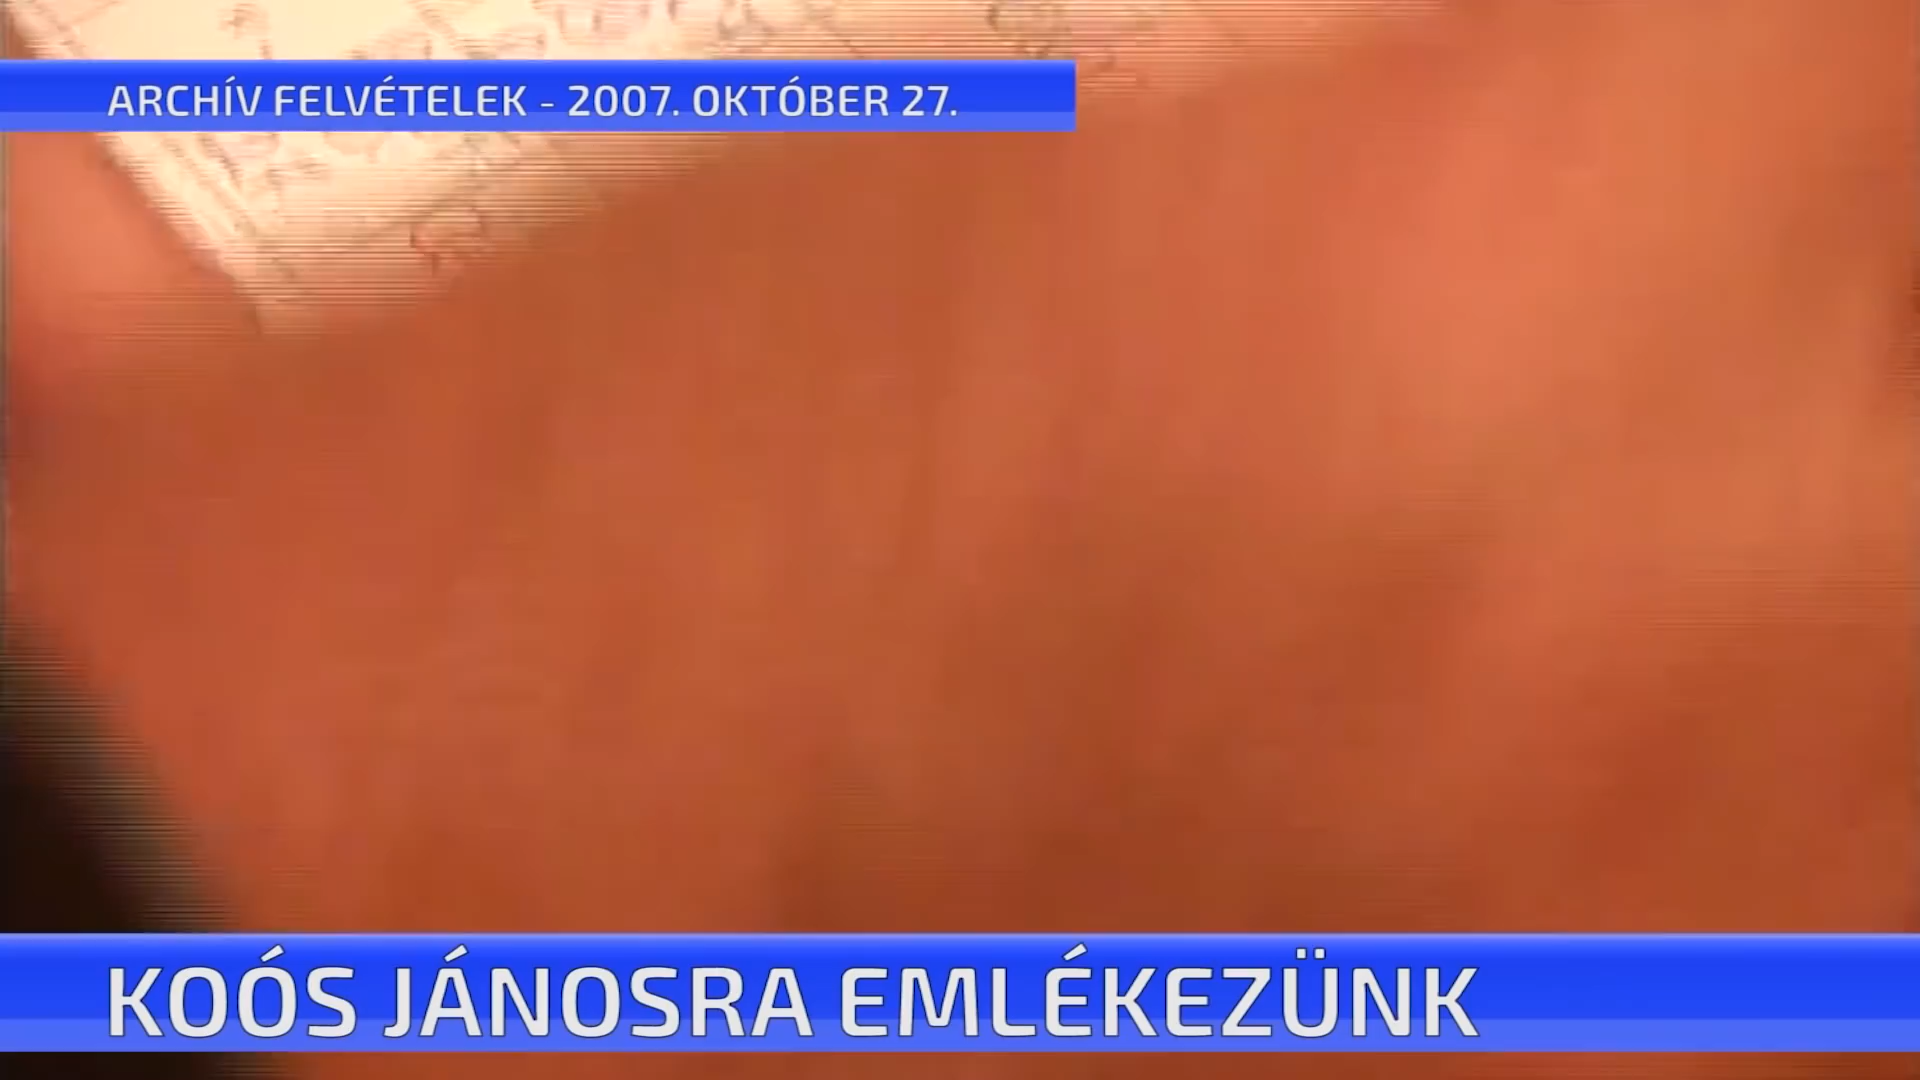 ARCHÍV FELVÉTELEK - 2007. OKTÓBER 27.
KOÓS JÁNOSRA EMLÉKEZÜNK